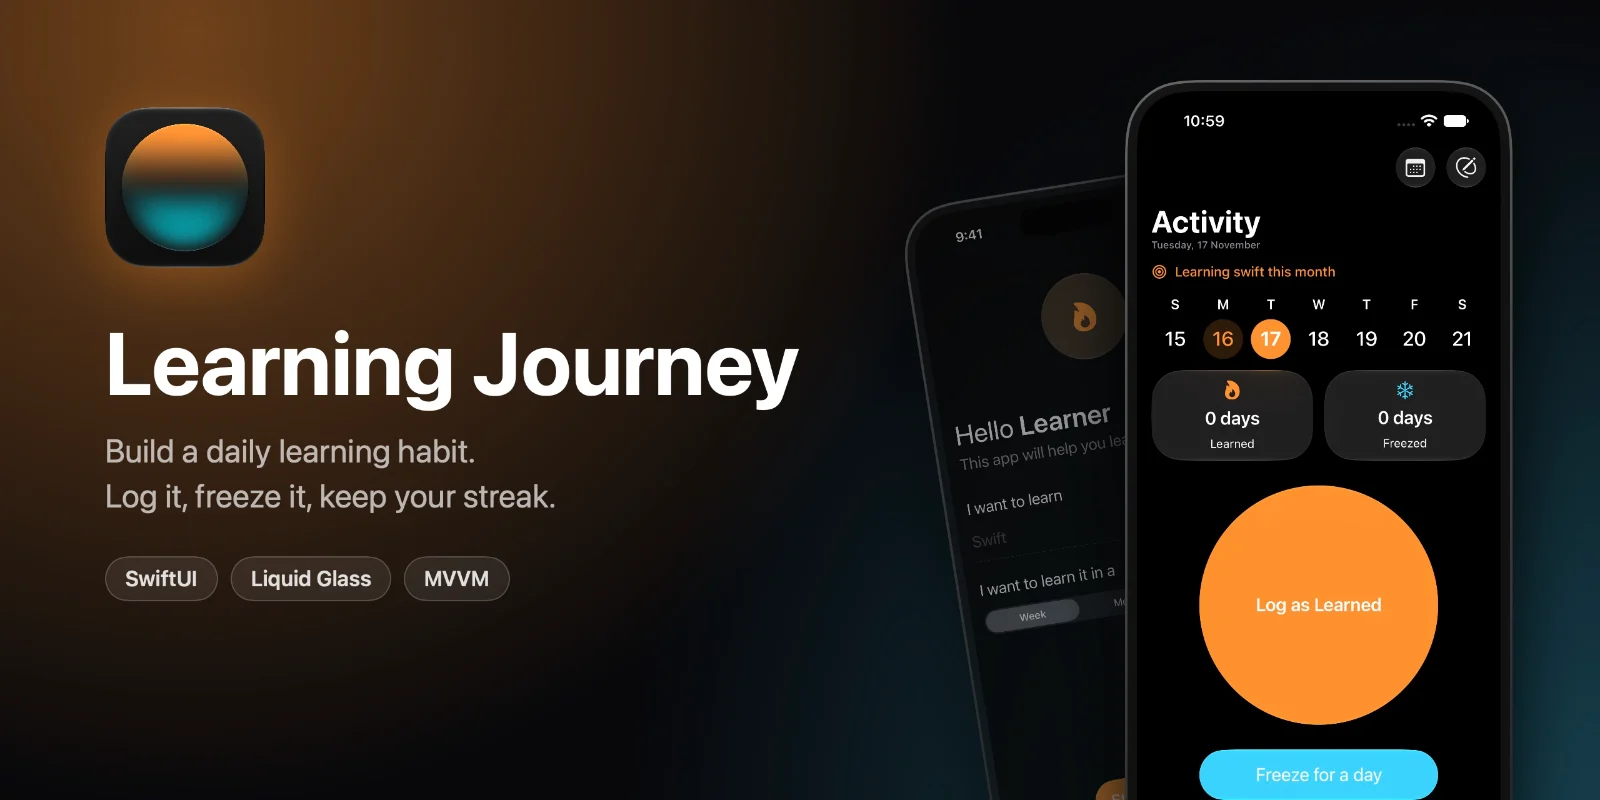 Learning Journey
Build a daily learning habit.
Log it, freeze it, keep your streak.
SwiftUI
Liquid Glass
MVVM
9:41
Hello Learner
This app will help you
I want to learn
Swift
I want to learn it in a
Week
10:59
Activity
Tuesday, 17 November
Learning swift this month
S M T W T F S
15 16 17 18 19 20 21
0 days
Learned
0 days
Freezed
Log as Learned
Freeze for a day